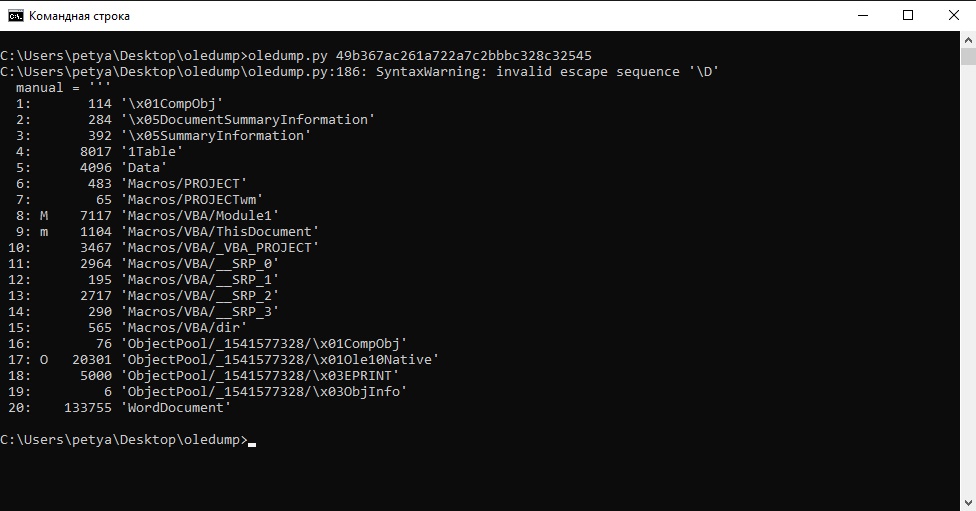 Командная строка
C:\Users\petya\Desktop\oledump>oledump.py 49b367ac261a722a7c2bbbc328c32545
C:\Users\petya\Desktop\oledump\oledump.py:186: SyntaxWarning: invalid escape sequence '\D'
  manual = '''
  1:       114 '\x01CompObj'
  2:       284 '\x05DocumentSummaryInformation'
  3:       392 '\x05SummaryInformation'
  4:      8017 '1Table'
  5:      4096 'Data'
  6:       483 'Macros/PROJECT'
  7:        65 'Macros/PROJECTwm'
  8: M    7117 'Macros/VBA/Module1'
  9: m    1104 'Macros/VBA/ThisDocument'
 10:      3467 'Macros/VBA/_VBA_PROJECT'
 11:      2964 'Macros/VBA/__SRP_0'
 12:       195 'Macros/VBA/__SRP_1'
 13:      2717 'Macros/VBA/__SRP_2'
 14:       290 'Macros/VBA/__SRP_3'
 15:       565 'Macros/VBA/dir'
 16:        76 'ObjectPool/_1541577328/\x01CompObj'
 17: O   20301 'ObjectPool/_1541577328/\x01Ole10Native'
 18:      5000 'ObjectPool/_1541577328/\x03EPRINT'
 19:         6 'ObjectPool/_1541577328/\x03ObjInfo'
 20:    133755 'WordDocument'
C:\Users\petya\Desktop\oledump>